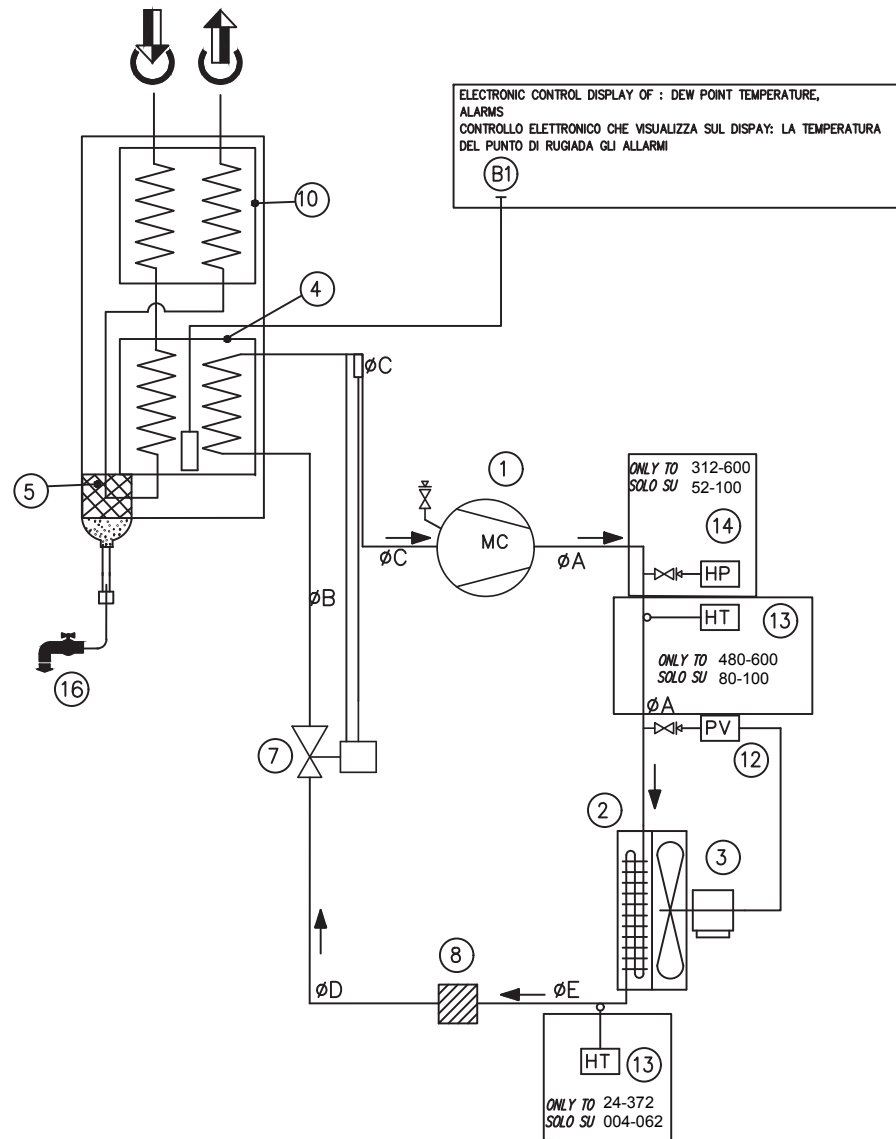 ELECTRONIC CONTROL DISPLAY OF : DEW POINT TEMPERATURE,
ALARMS
CONTROLLO ELETTRONICO CHE VISUALIZZA SUL DISPAY: LA TEMPERATURA
DEL PUNTO DI RUGIADA GLI ALLARMI
B1
10
4
øC
5
1
MC
øC
øA
ONLY TO 312-600
SOLO SU 52-100
14
HP
HT
13
ONLY TO 480-600
SOLO SU 80-100
øB
16
øA
7
PV
12
2
3
8
øD
øE
HT
13
ONLY TO 24-372
SOLO SU 004-062